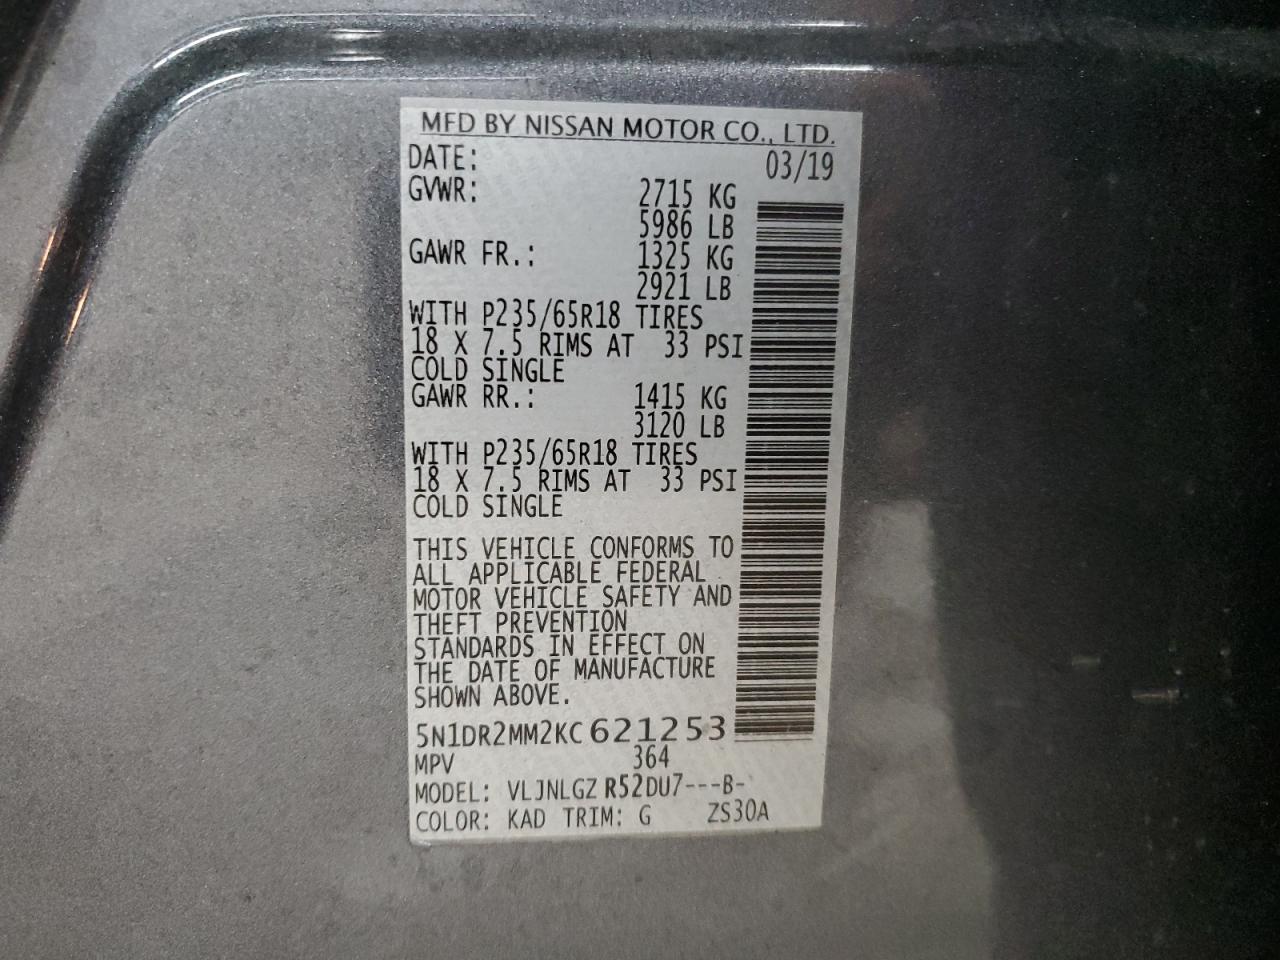 MFD BY NISSAN MOTOR CO., LTD.
DATE: 03/19
GVWR: 2715 KG
5986 LB
GAWR FR.: 1325 KG
2921 LB
WITH P235/65R18 TIRES
18 X 7.5 RIMS AT 33 PSI
COLD SINGLE
GAWR RR.: 1415 KG
3120 LB
WITH P235/65R18 TIRES
18 X 7.5 RIMS AT 33 PSI
COLD SINGLE
THIS VEHICLE CONFORMS TO
ALL APPLICABLE FEDERAL
MOTOR VEHICLE SAFETY AND
THEFT PREVENTION
STANDARDS IN EFFECT ON
THE DATE OF MANUFACTURE
SHOWN ABOVE.
5N1DR2MM2KC621253
MPV 364
MODEL: VLJNLGZ R52DU7---B-
COLOR: KAD TRIM: G ZS30A